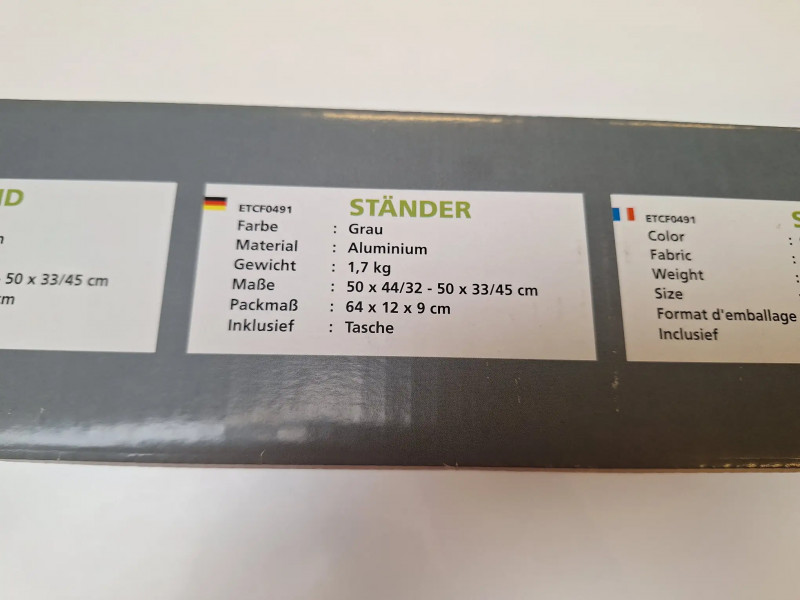 50 x 33/45 cm
cm
ETCF0491 STÄNDER
Farbe : Grau
Material : Aluminium
Gewicht : 1,7 kg
Maße : 50 x 44/32 - 50 x 33/45 cm
Packmaß : 64 x 12 x 9 cm
Inklusief : Tasche
ETCF0491 S
Color :
Fabric :
Weight :
Size
Format d'emballage
Inclusief